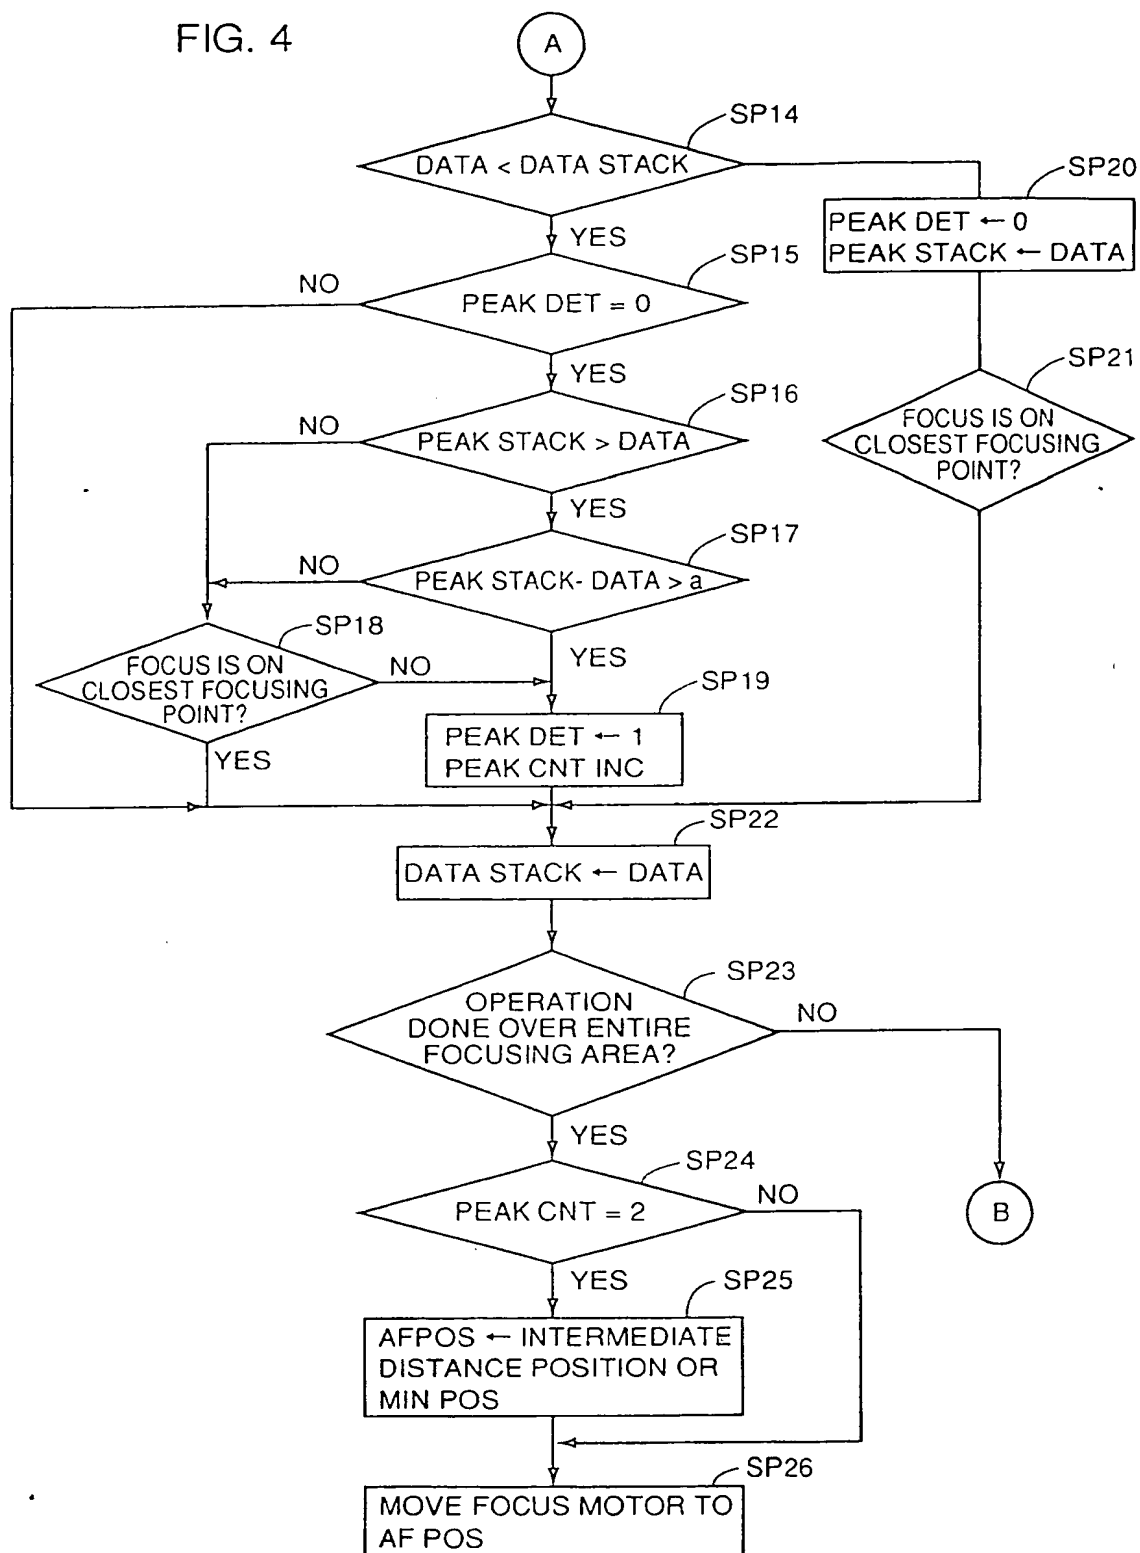 FIG. 4
A
SP14
DATA < DATA STACK
SP20
PEAK DET ← 0
PEAK STACK ← DATA
YES
SP15
NO
PEAK DET = 0
SP21
FOCUS IS ON
CLOSEST FOCUSING
POINT?
YES
SP16
NO
PEAK STACK > DATA
YES
SP17
NO
PEAK STACK- DATA > a
SP18
FOCUS IS ON
CLOSEST FOCUSING
POINT?
NO
YES
SP19
PEAK DET ← 1
PEAK CNT INC
YES
SP22
DATA STACK ← DATA
SP23
OPERATION
DONE OVER ENTIRE
FOCUSING AREA?
NO
YES
SP24
PEAK CNT = 2
NO
B
YES
SP25
AFPOS ← INTERMEDIATE
DISTANCE POSITION OR
MIN POS
SP26
MOVE FOCUS MOTOR TO
AF POS